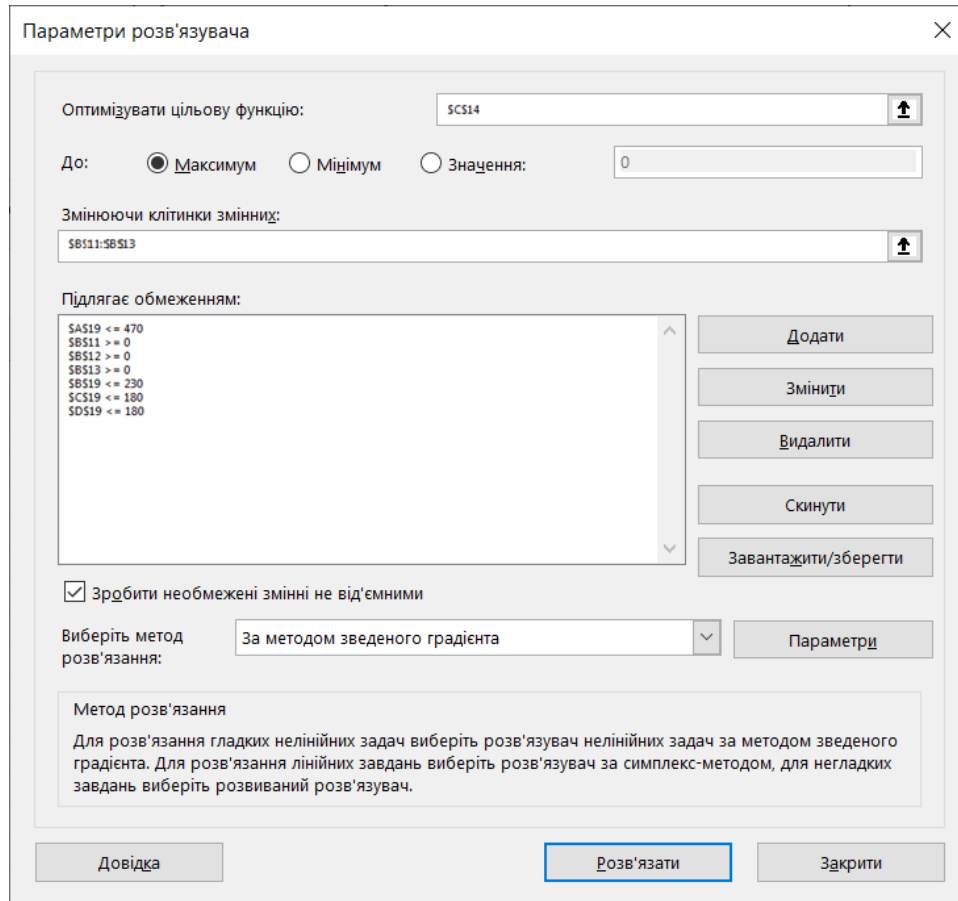 Параметри розв'язувача
Оптимізувати цільову функцію:
$C$14
До:
Максимум
Мінімум
Значення:
0
Змінюючи клітинки змінних:
$B$11:$B$13
Підлягає обмеженням:
$A$19 <= 470
$B$11 >= 0
$B$12 >= 0
$B$13 >= 0
$B$19 <= 230
$C$19 <= 180
$D$19 <= 180
Додати
Змінити
Видалити
Скинути
Завантажити/зберегти
Зробити необмежені змінні не від'ємними
Виберіть метод
розв'язання:
За методом зведеного градієнта
Параметри
Метод розв'язання
Для розв'язання гладких нелінійних задач виберіть розв'язувач нелінійних задач за методом зведеного
градієнта. Для розв'язання лінійних завдань виберіть розв'язувач за симплекс-методом, для негладких
завдань виберіть розвиваний розв'язувач.
Довідка
Розв'язати
Закрити